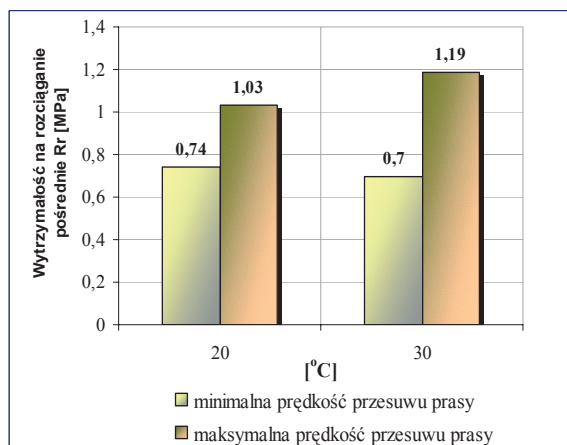 Wytrzymałość na rozciąganie
pośrednie Rr [MPa]
1,4
1,2
1
0,8
0,6
0,4
0,2
0
0,74
1,03
0,7
1,19
20
30
[°C]
minimalna prędkość przesuwu prasy
maksymalna prędkość przesuwu prasy